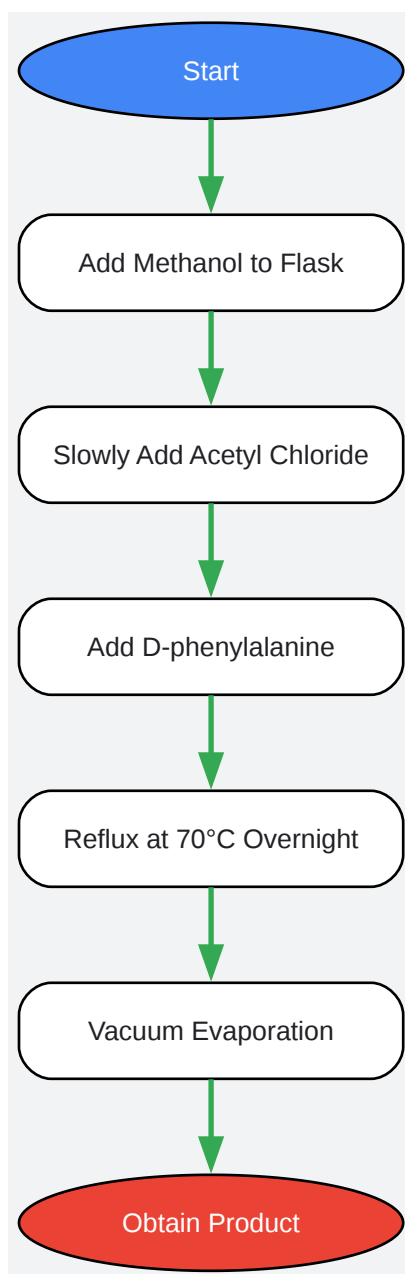 Start
Add Methanol to Flask
Slowly Add Acetyl Chloride
Add D-phenylalanine
Reflux at 70°C Overnight
Vacuum Evaporation
Obtain Product